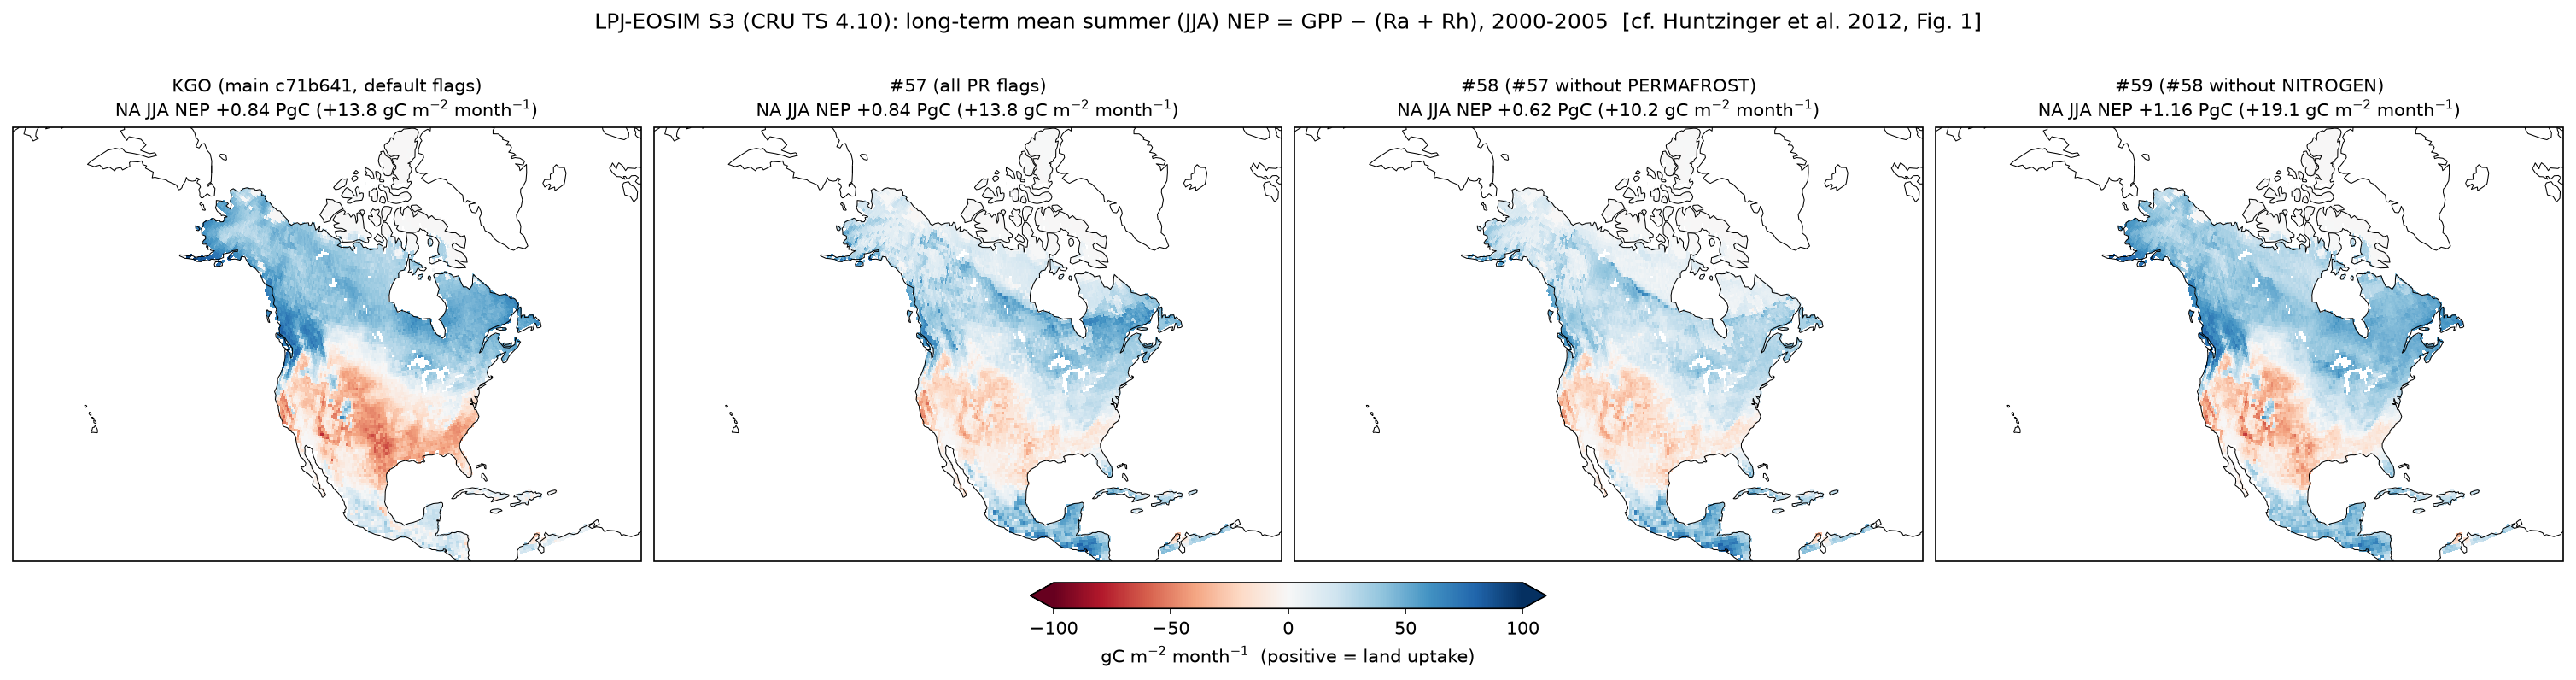 LPJ-EOSIM S3 (CRU TS 4.10): long-term mean summer (JJA) NEP = GPP − (Ra + Rh), 2000-2005  [cf. Huntzinger et al. 2012, Fig. 1]
KGO (main c71b641, default flags)
NA JJA NEP +0.84 PgC (+13.8 gC m⁻² month⁻¹)
#57 (all PR flags)
NA JJA NEP +0.84 PgC (+13.8 gC m⁻² month⁻¹)
#58 (#57 without PERMAFROST)
NA JJA NEP +0.62 PgC (+10.2 gC m⁻² month⁻¹)
#59 (#58 without NITROGEN)
NA JJA NEP +1.16 PgC (+19.1 gC m⁻² month⁻¹)
−100 −50 0 50 100
gC m⁻² month⁻¹  (positive = land uptake)